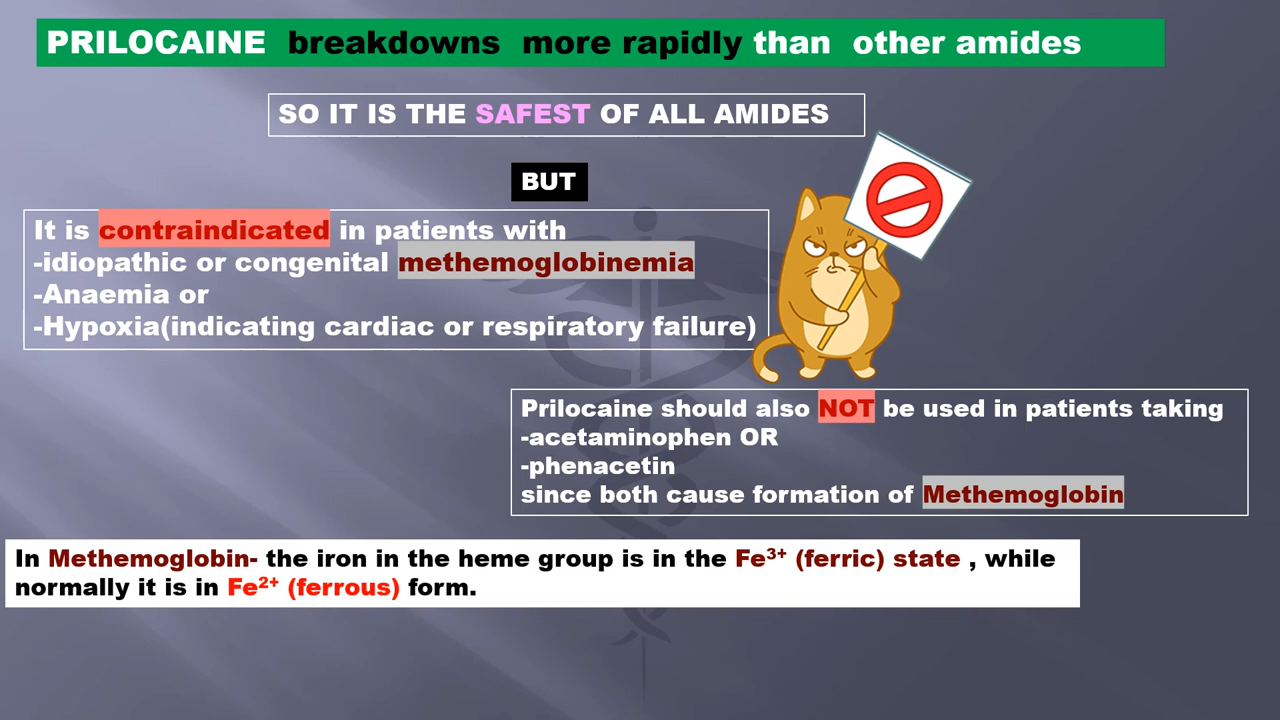 PRILOCAINE breakdowns more rapidly than other amides
SO IT IS THE SAFEST OF ALL AMIDES
BUT
It is contraindicated in patients with
-idiopathic or congenital methemoglobinemia
-Anaemia or
-Hypoxia(indicating cardiac or respiratory failure)
Prilocaine should also NOT be used in patients taking
-acetaminophen OR
-phenacetin
since both cause formation of Methemoglobin
In Methemoglobin- the iron in the heme group is in the Fe³⁺ (ferric) state , while
normally it is in Fe²⁺ (ferrous) form.